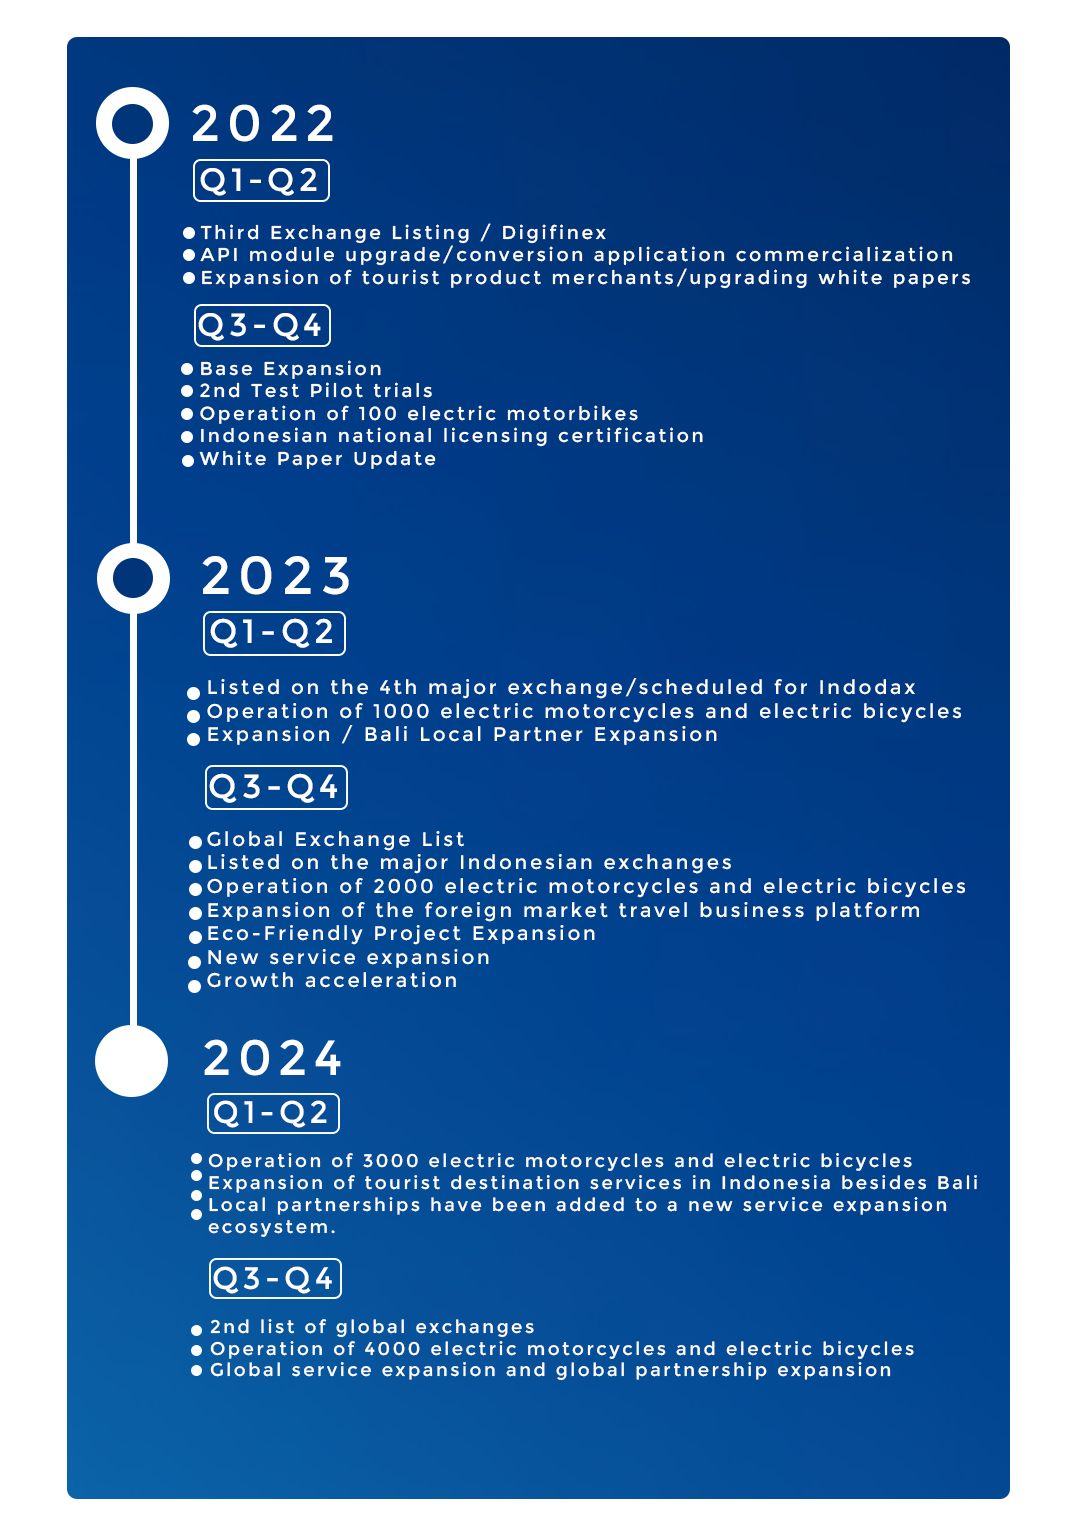 2022
Q1-Q2
Third Exchange Listing / Digifinex
API module upgrade/conversion application commercialization
Expansion of tourist product merchants/upgrading white papers
Q3-Q4
Base Expansion
2nd Test Pilot trials
Operation of 100 electric motorbikes
Indonesian national licensing certification
White Paper Update
2023
Q1-Q2
Listed on the 4th major exchange/scheduled for Indodax
Operation of 1000 electric motorcycles and electric bicycles
Expansion / Bali Local Partner Expansion
Q3-Q4
Global Exchange List
Listed on the major Indonesian exchanges
Operation of 2000 electric motorcycles and electric bicycles
Expansion of the foreign market travel business platform
Eco-Friendly Project Expansion
New service expansion
Growth acceleration
2024
Q1-Q2
Operation of 3000 electric motorcycles and electric bicycles
Expansion of tourist destination services in Indonesia besides Bali
Local partnerships have been added to a new service expansion
ecosystem.
Q3-Q4
2nd list of global exchanges
Operation of 4000 electric motorcycles and electric bicycles
Global service expansion and global partnership expansion